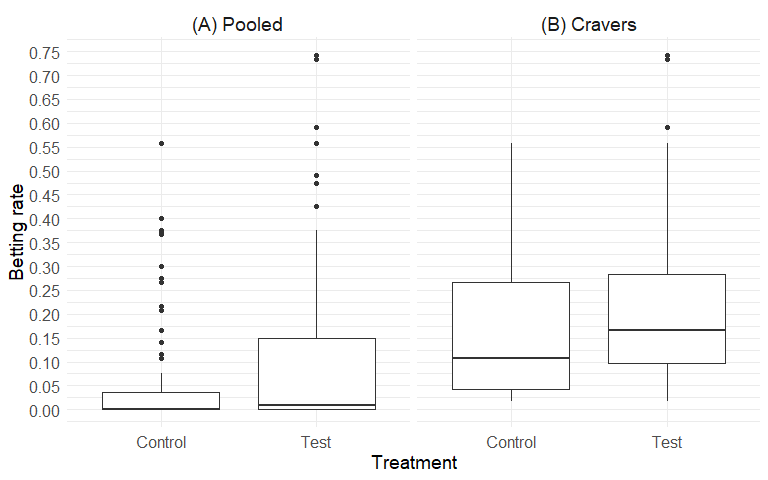 (A) Pooled
(B) Cravers
Betting rate
0.75
0.70
0.65
0.60
0.55
0.50
0.45
0.40
0.35
0.30
0.25
0.20
0.15
0.10
0.05
0.00
Control
Test
Control
Test
Treatment